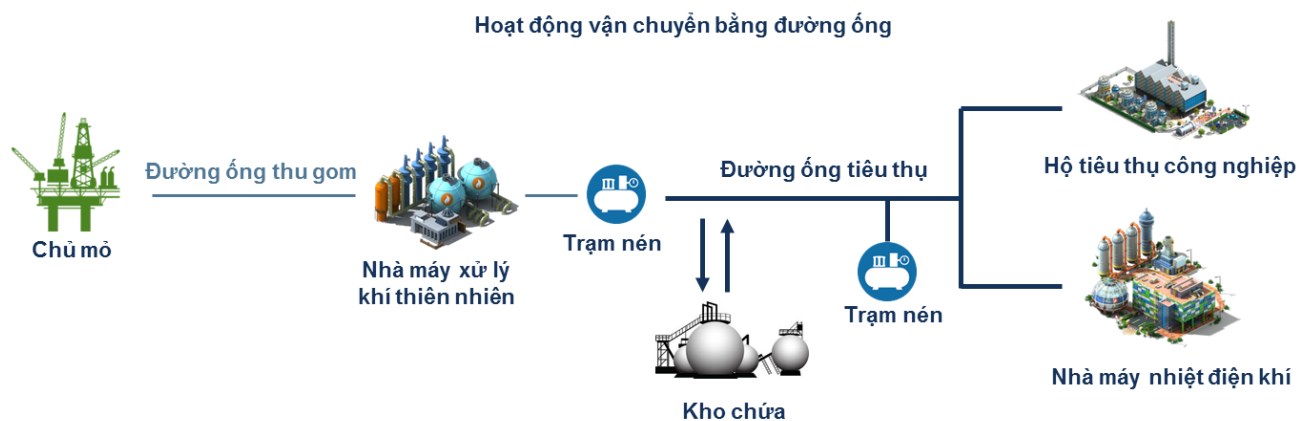 Hoạt động vận chuyển bằng đường ống
Đường ống thu gom
Đường ống tiêu thụ
Hộ tiêu thụ công nghiệp
Chủ mỏ
Nhà máy xử lý
khí thiên nhiên
Trạm nén
Trạm nén
Kho chứa
Nhà máy nhiệt điện khí